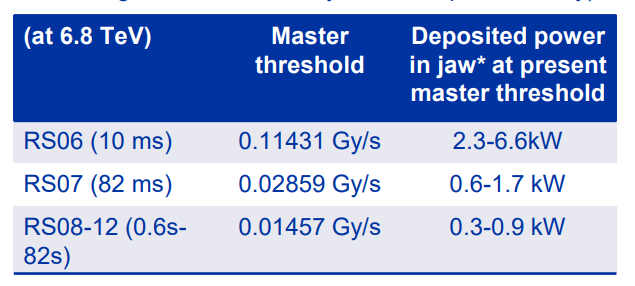 (at 6.8 TeV) Master threshold Deposited power in jaw* at present master threshold
RS06 (10 ms) 0.11431 Gy/s 2.3-6.6kW
RS07 (82 ms) 0.02859 Gy/s 0.6-1.7 kW
RS08-12 (0.6s-82s) 0.01457 Gy/s 0.3-0.9 kW